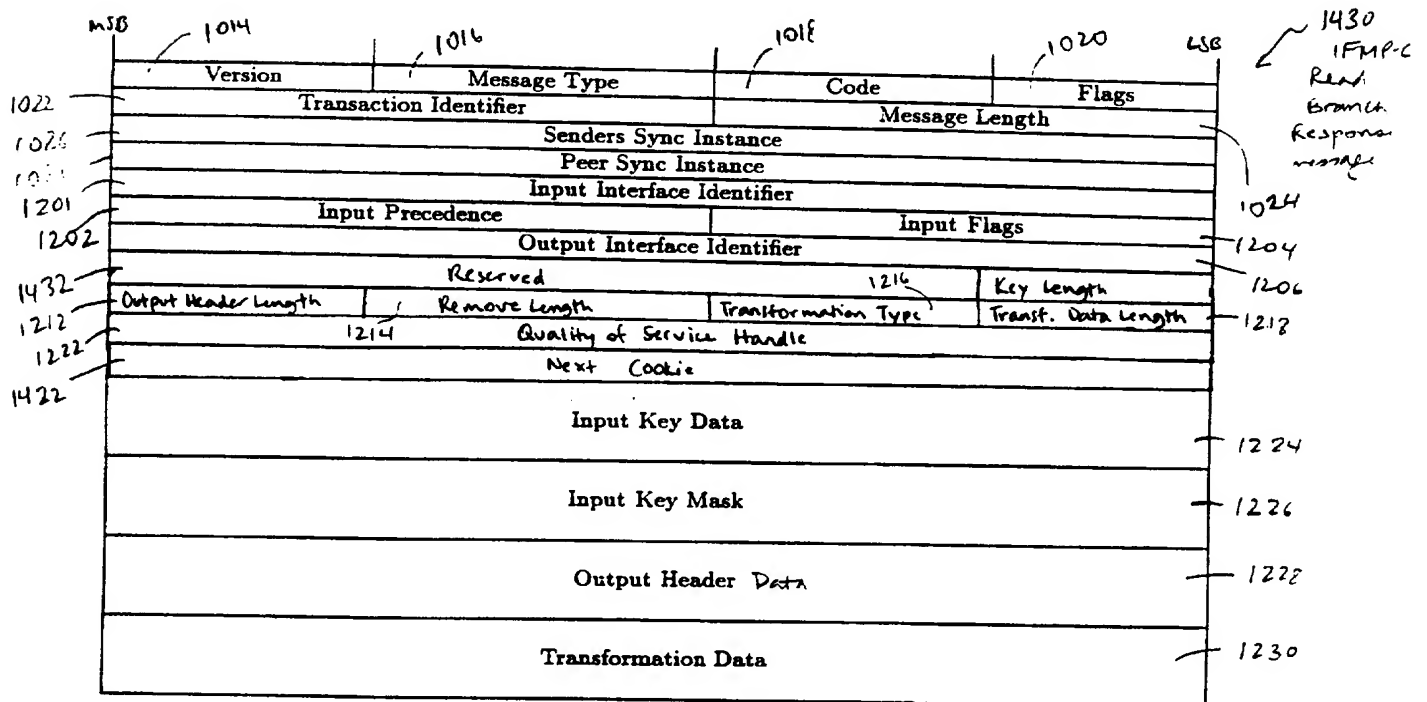 MSB 1014 1016 1018 1020 LSB 1430
IFMP-C
Read
Branch
Response
message
Version Message Type Code Flags
1022 Transaction Identifier Message Length 1024
1026 Senders Sync Instance
Peer Sync Instance
1201 Input Interface Identifier
1202 Input Precedence Input Flags 1204
Output Interface Identifier 1206
1432 Reserved Key Length
1212 Output Header Length 1214 Remove Length 1216 Transformation Type Transf. Data Length 1218
1222 Quality of Service Handle
1422 Next Cookie
Input Key Data 1224
Input Key Mask 1226
Output Header Data 1228
Transformation Data 1230